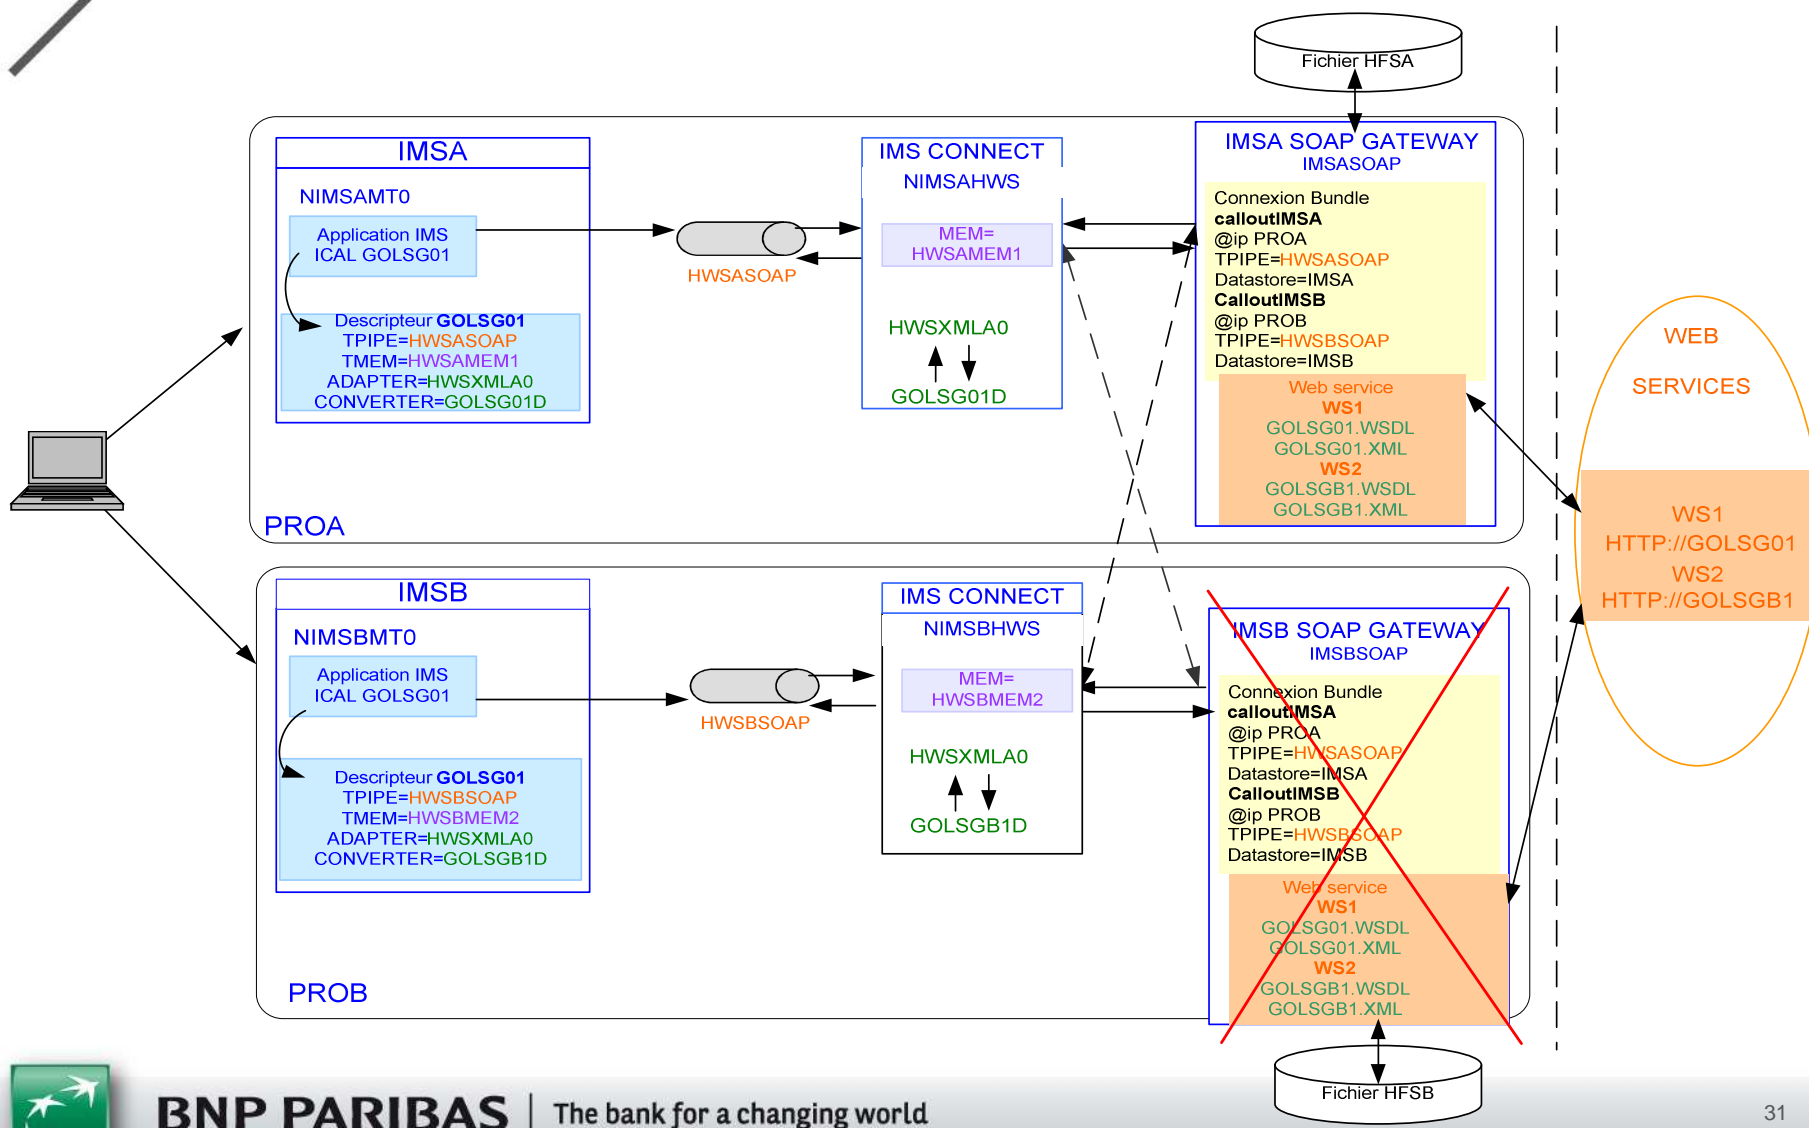 Fichier HFSA
IMSA
NIMSAMT0
Application IMS
ICAL GOLSG01
Descripteur GOLSG01
TPIPE=HWSASOAP
TMEM=HWSAMEM1
ADAPTER=HWSXMLA0
CONVERTER=GOLSG01D
HWSASOAP
IMS CONNECT
NIMSAHWS
MEM=
HWSAMEM1
HWSXMLA0
GOLSG01D
IMSA SOAP GATEWAY
IMSASOAP
Connexion Bundle
calloutIMSA
@ip PROA
TPIPE=HWSASOAP
Datastore=IMSA
CalloutIMSB
@ip PROB
TPIPE=HWSBSOAP
Datastore=IMSB
Web service
WS1
GOLSG01.WSDL
GOLSG01.XML
WS2
GOLSGB1.WSDL
GOLSGB1.XML
PROA
WEB
SERVICES
WS1
HTTP://GOLSG01
WS2
HTTP://GOLSGB1
IMSB
NIMSBMT0
Application IMS
ICAL GOLSG01
Descripteur GOLSG01
TPIPE=HWSBSOAP
TMEM=HWSBMEM2
ADAPTER=HWSXMLA0
CONVERTER=GOLSGB1D
HWSBSOAP
IMS CONNECT
NIMSBHWS
MEM=
HWSBMEM2
HWSXMLA0
GOLSGB1D
IMSB SOAP GATEWAY
IMSBSOAP
Connexion Bundle
calloutIMSA
@ip PROA
TPIPE=HWSASOAP
Datastore=IMSA
CalloutIMSB
@ip PROB
TPIPE=HWSBSOAP
Datastore=IMSB
Web service
WS1
GOLSG01.WSDL
GOLSG01.XML
WS2
GOLSGB1.WSDL
GOLSGB1.XML
PROB
Fichier HFSB
BNP PARIBAS
The bank for a changing world
31